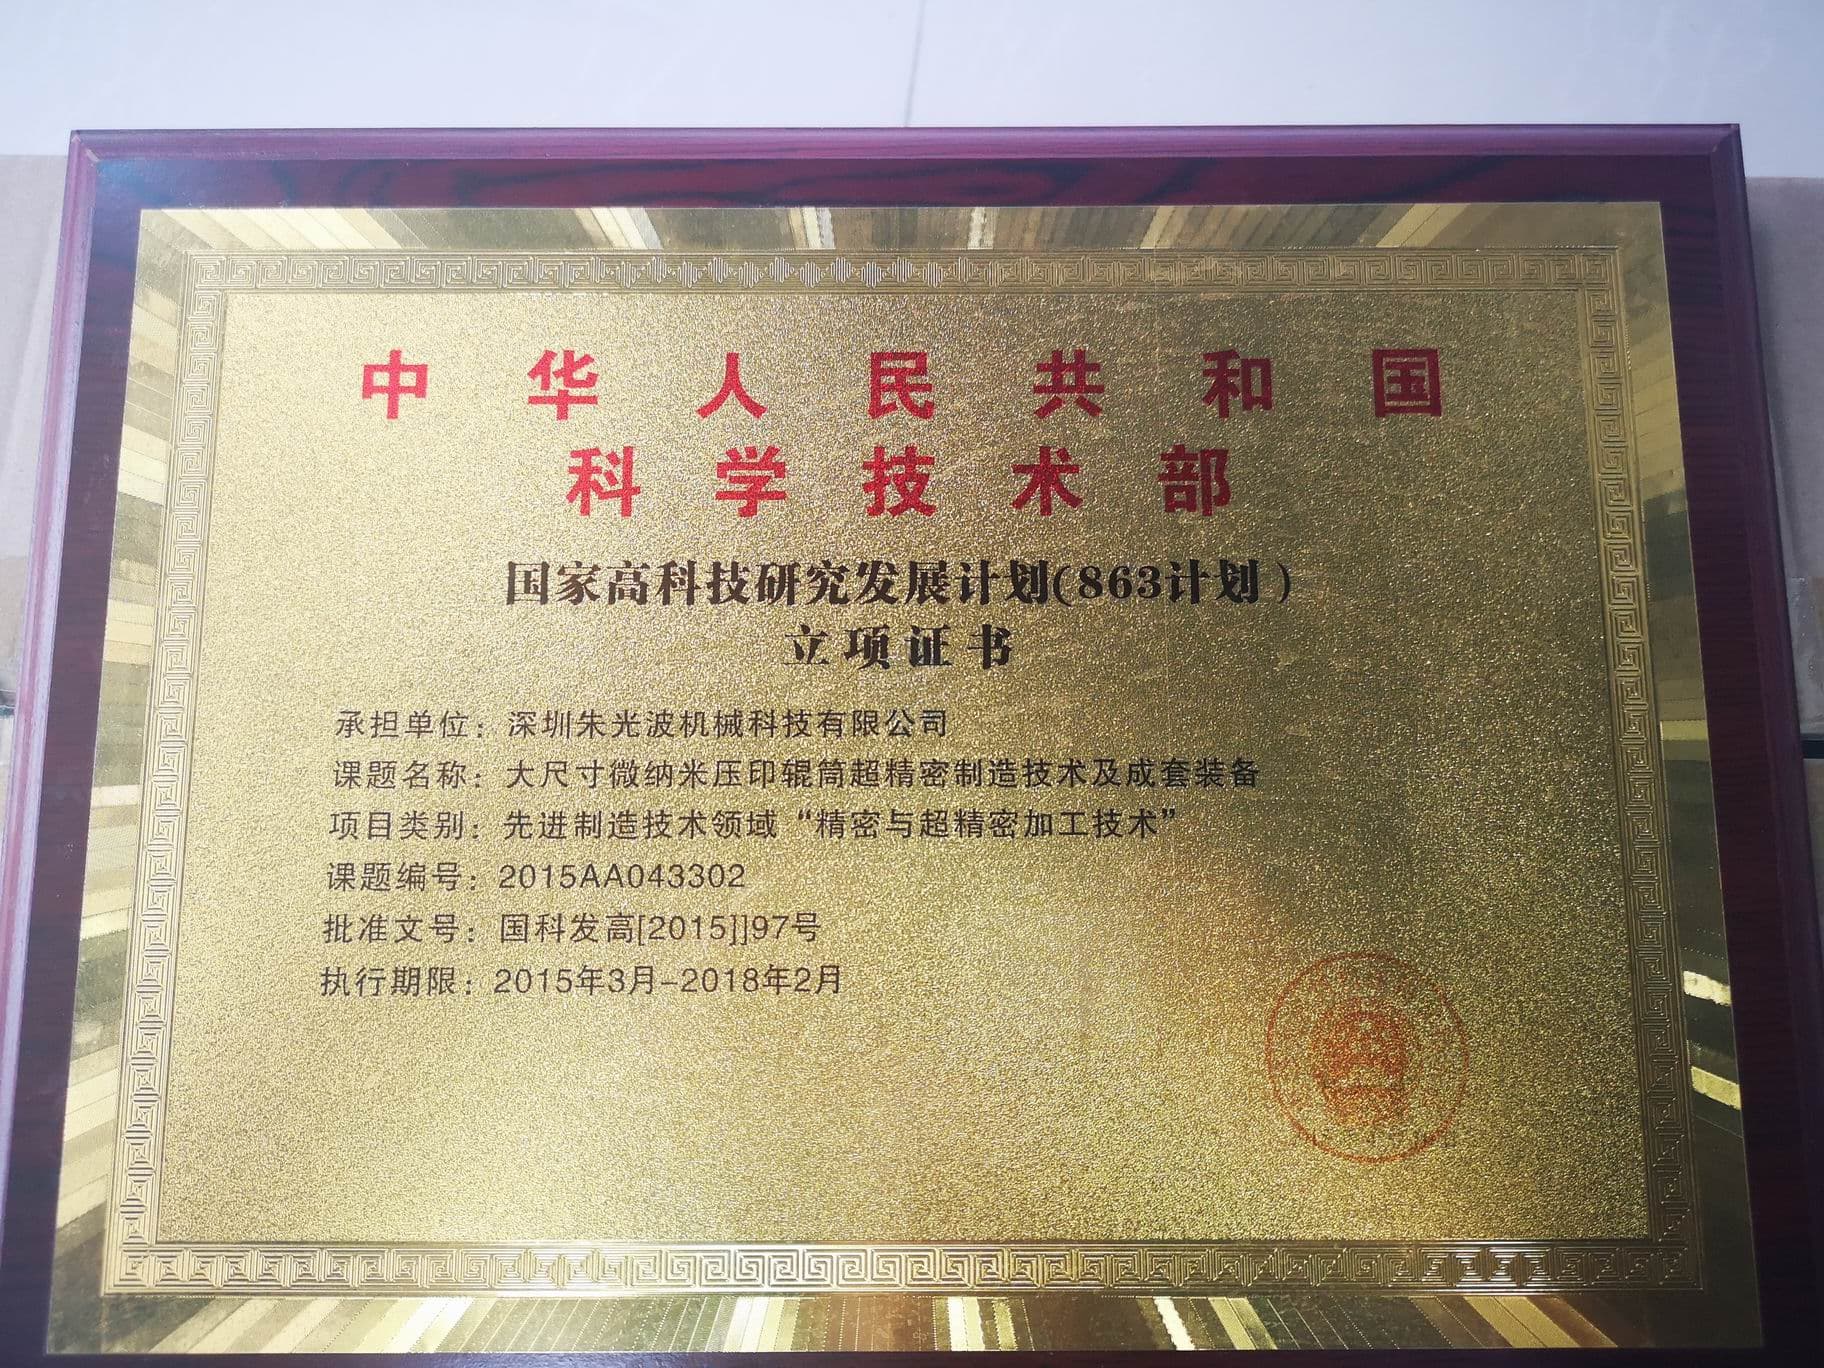 中华人民共和国
科学技术部
国家高科技研究发展计划(863计划)
立项证书
承担单位：深圳朱光波机械科技有限公司
课题名称：大尺寸微纳米压印辊筒超精密制造技术及成套装备
项目类别：先进制造技术领域“精密与超精密加工技术”
课题编号：2015AA043302
批准文号：国科发高[2015]]97号
执行期限：2015年3月-2018年2月